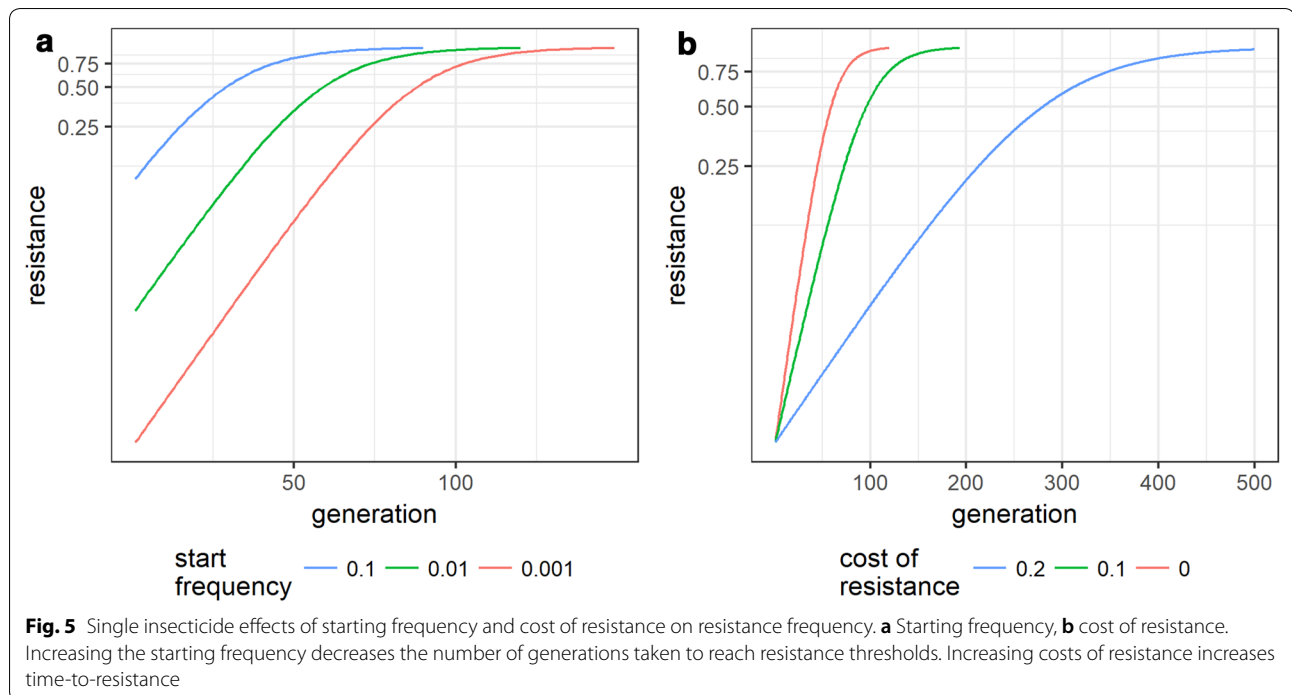 a
0.75
0.50
0.25
resistance
50
100
generation
start
frequency
0.1
0.01
0.001
b
0.75
0.50
0.25
resistance
100
200
300
400
500
generation
cost of
resistance
0.2
0.1
0
Fig. 5 Single insecticide effects of starting frequency and cost of resistance on resistance frequency. a Starting frequency, b cost of resistance.
Increasing the starting frequency decreases the number of generations taken to reach resistance thresholds. Increasing costs of resistance increases
time-to-resistance